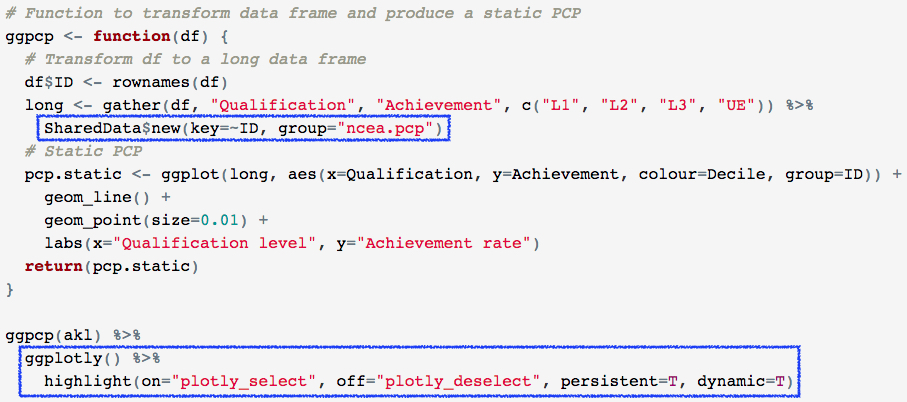 # Function to transform data frame and produce a static PCP
ggpcp <- function(df) {
  # Transform df to a long data frame
  df$ID <- rownames(df)
  long <- gather(df, "Qualification", "Achievement", c("L1", "L2", "L3", "UE")) %>%
    SharedData$new(key=~ID, group="ncea.pcp")
  # Static PCP
  pcp.static <- ggplot(long, aes(x=Qualification, y=Achievement, colour=Decile, group=ID)) +
    geom_line() +
    geom_point(size=0.01) +
    labs(x="Qualification level", y="Achievement rate")
  return(pcp.static)
}

ggpcp(akl) %>%
  ggplotly() %>%
    highlight(on="plotly_select", off="plotly_deselect", persistent=T, dynamic=T)